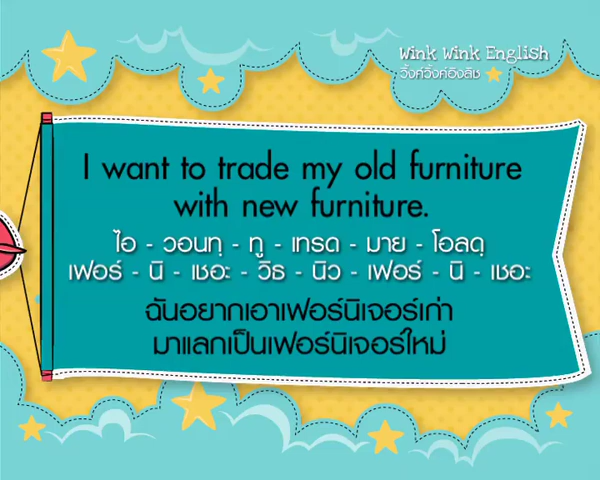 Wink Wink English
วิ้งค์วิ้งค์อิงลิช
I want to trade my old furniture
with new furniture.
ไอ - วอนทฺ - ทู - เทรด - มาย - โอลดฺ
เฟอร์ - นิ - เชอะ - วิธ - นิว - เฟอร์ - นิ - เชอะ
ฉันอยากเอาเฟอร์นิเจอร์เก่า
มาแลกเป็นเฟอร์นิเจอร์ใหม่